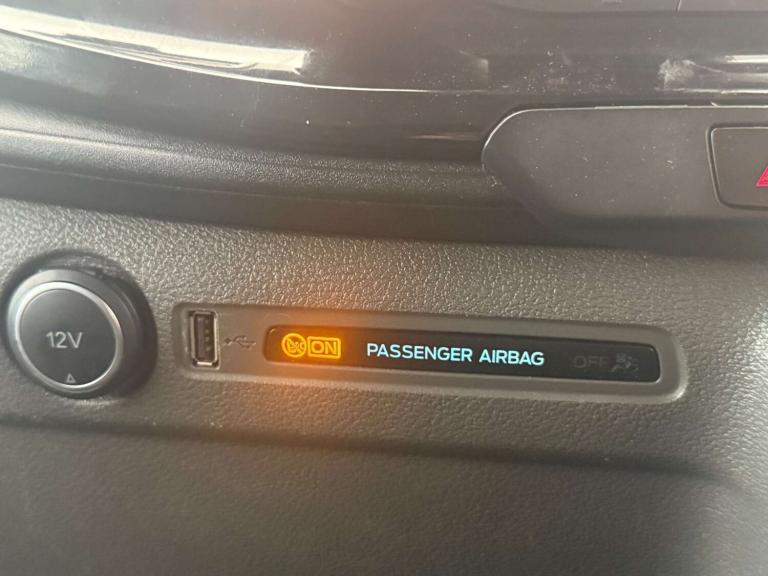 12V
ON PASSENGER AIRBAG OFF